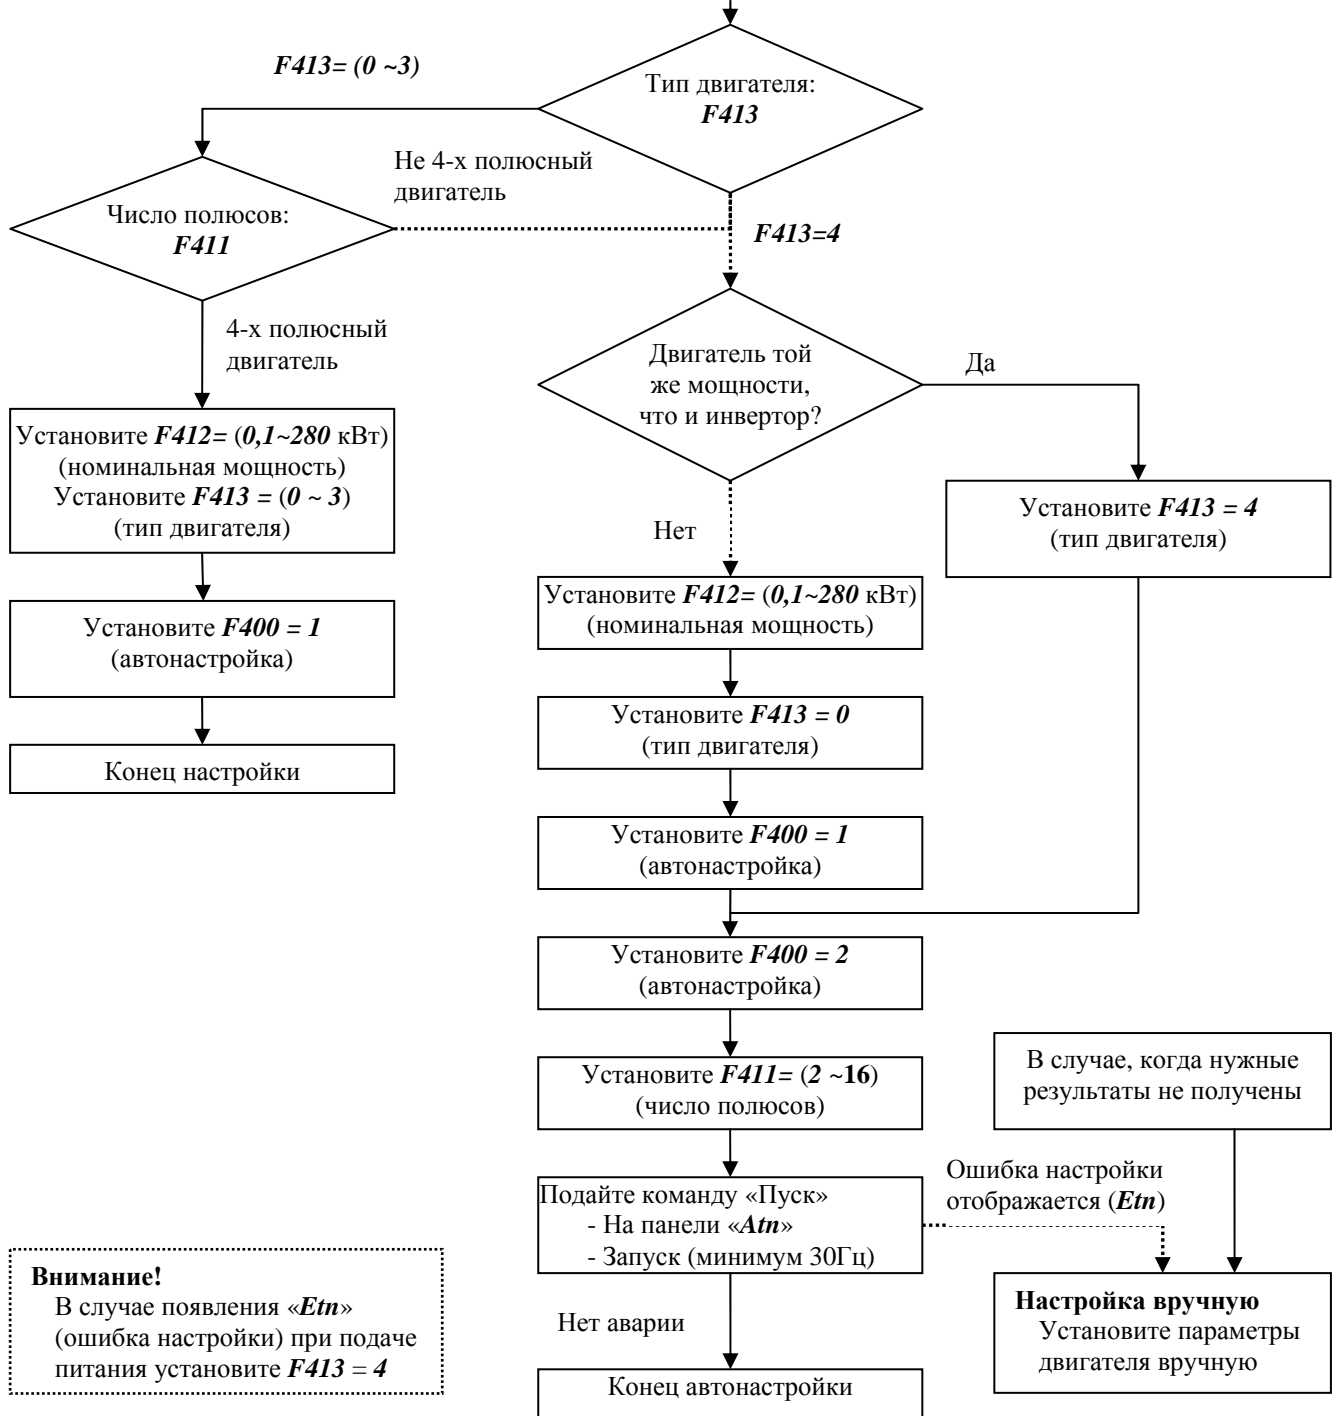 F413= (0 ~3)
Тип двигателя:
F413
Не 4-х полюсный
двигатель
Число полюсов:
F411
F413=4
4-х полюсный
двигатель
Двигатель той
же мощности,
что и инвертор?
Да
Установите F412= (0,1~280 кВт)
(номинальная мощность)
Установите F413 = (0 ~ 3)
(тип двигателя)
Установите F413 = 4
(тип двигателя)
Нет
Установите F412= (0,1~280 кВт)
(номинальная мощность)
Установите F400 = 1
(автонастройка)
Установите F413 = 0
(тип двигателя)
Конец настройки
Установите F400 = 1
(автонастройка)
Установите F400 = 2
(автонастройка)
Установите F411= (2 ~16)
(число полюсов)
В случае, когда нужные
результаты не получены
Подайте команду «Пуск»
- На панели «Atn»
- Запуск (минимум 30Гц)
Ошибка настройки
отображается (Etn)
Внимание!
В случае появления «Etn»
(ошибка настройки) при подаче
питания установите F413 = 4
Нет аварии
Настройка вручную
Установите параметры
двигателя вручную
Конец автонастройки